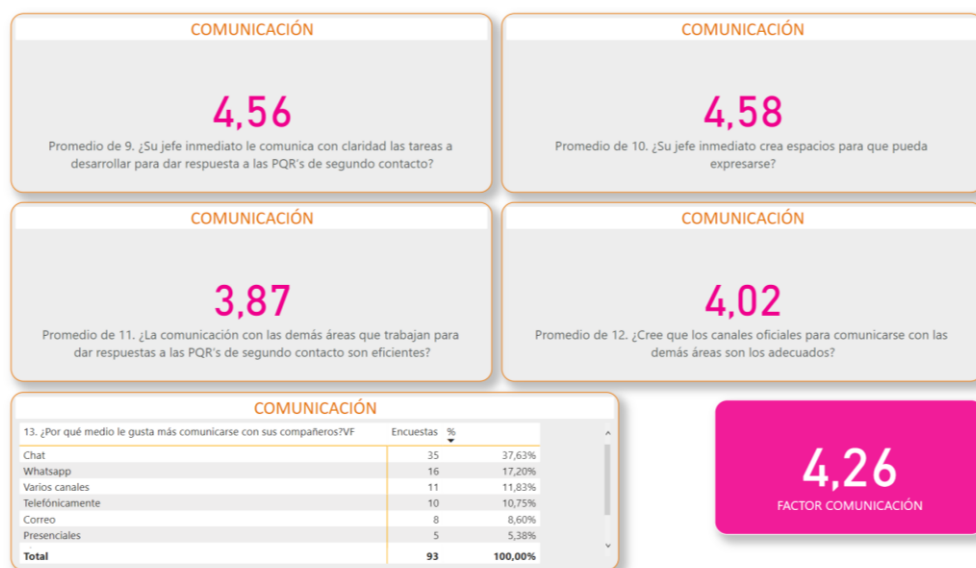 COMUNICACIÓN
4,56
Promedio de 9. ¿Su jefe inmediato le comunica con claridad las tareas a
desarrollar para dar respuesta a las PQR's de segundo contacto?
COMUNICACIÓN
4,58
Promedio de 10. ¿Su jefe inmediato crea espacios para que pueda
expresarse?
COMUNICACIÓN
3,87
Promedio de 11. ¿La comunicación con las demás áreas que trabajan para
dar respuestas a las PQR's de segundo contacto son eficientes?
COMUNICACIÓN
4,02
Promedio de 12. ¿Cree que los canales oficiales para comunicarse con las
demás áreas son los adecuados?
COMUNICACIÓN
13. ¿Por qué medio le gusta más comunicarse con sus compañeros?VF Encuestas %
Chat 35 37,63%
Whatsapp 16 17,20%
Varios canales 11 11,83%
Telefónicamente 10 10,75%
Correo 8 8,60%
Presenciales 5 5,38%
Total 93 100,00%
4,26
FACTOR COMUNICACIÓN